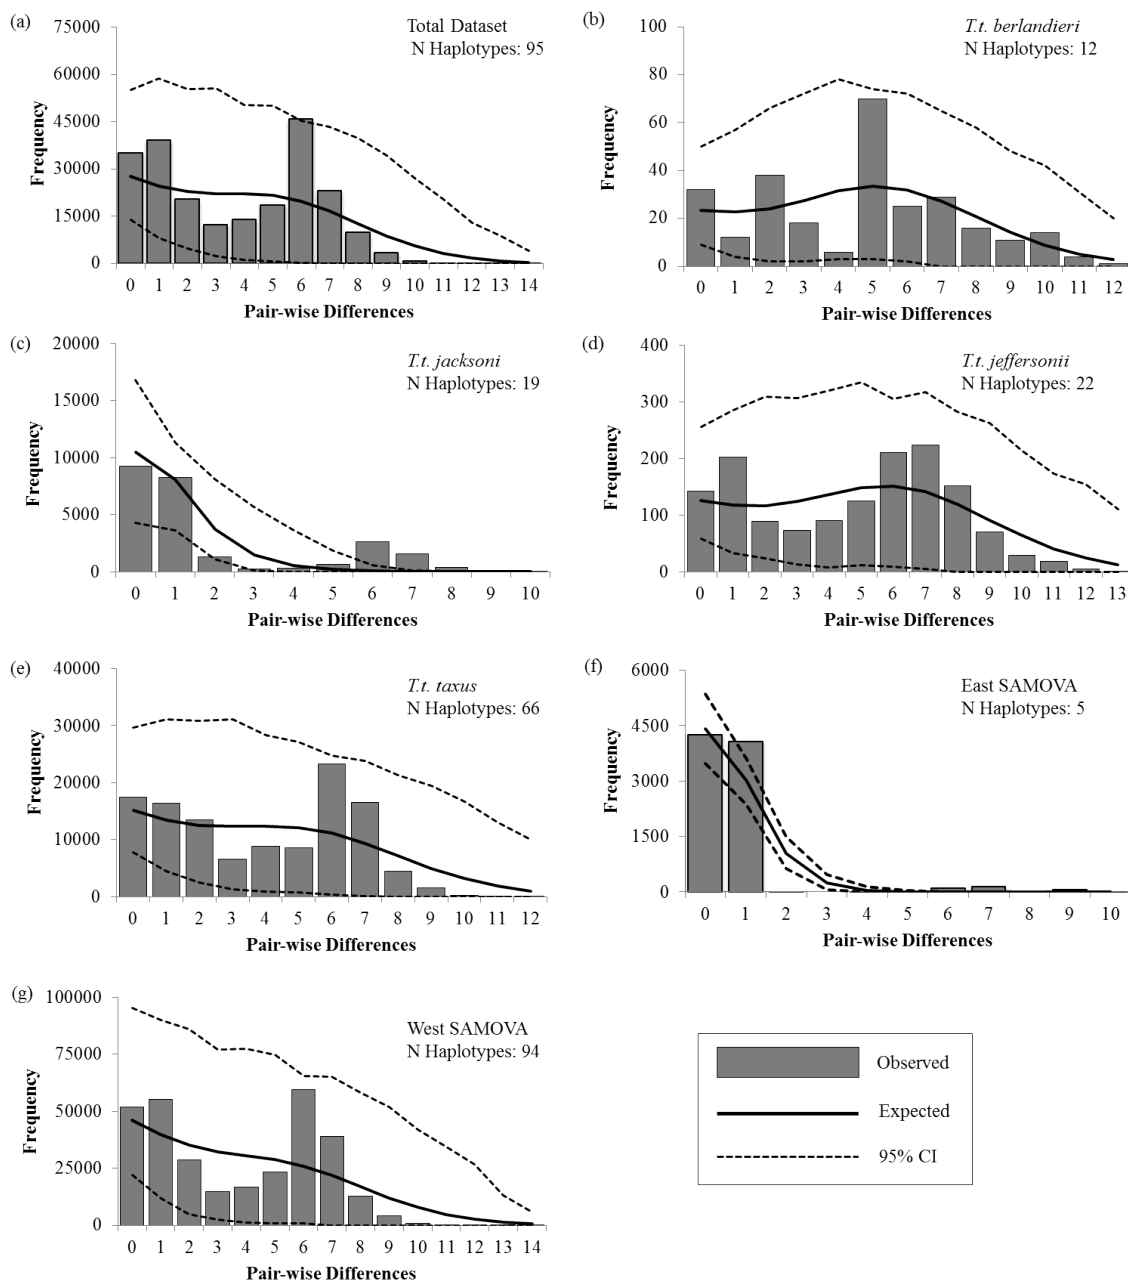 (a)
Total Dataset
N Haplotypes: 95
Frequency
75000
60000
45000
30000
15000
0
0 1 2 3 4 5 6 7 8 9 10 11 12 13 14
Pair-wise Differences
(b)
T.t. berlandieri
N Haplotypes: 12
Frequency
100
80
60
40
20
0
0 1 2 3 4 5 6 7 8 9 10 11 12
Pair-wise Differences
(c)
T.t. jacksoni
N Haplotypes: 19
Frequency
20000
15000
10000
5000
0
0 1 2 3 4 5 6 7 8 9 10
Pair-wise Differences
(d)
T.t. jeffersonii
N Haplotypes: 22
Frequency
400
300
200
100
0
0 1 2 3 4 5 6 7 8 9 10 11 12 13
Pair-wise Differences
(e)
T.t. taxus
N Haplotypes: 66
Frequency
40000
30000
20000
10000
0
0 1 2 3 4 5 6 7 8 9 10 11 12
Pair-wise Differences
(f)
East SAMOVA
N Haplotypes: 5
Frequency
6000
4500
3000
1500
0
0 1 2 3 4 5 6 7 8 9 10
Pair-wise Differences
(g)
West SAMOVA
N Haplotypes: 94
Frequency
100000
75000
50000
25000
0
0 1 2 3 4 5 6 7 8 9 10 11 12 13 14
Pair-wise Differences
Observed
Expected
95% CI